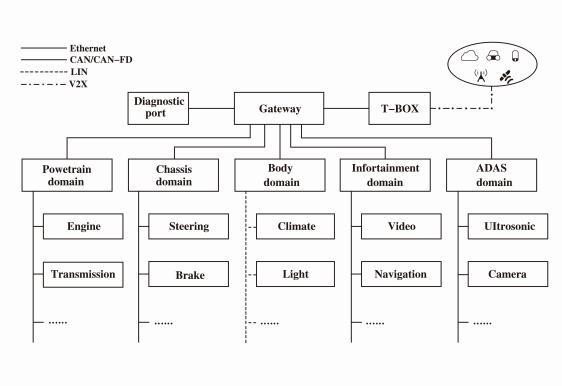 Ethernet
CAN/CAN-FD
LIN
V2X
Diagnostic
port
Gateway
T-BOX
Powetrain
domain
Chassis
domain
Body
domain
Infortainment
domain
ADAS
domain
Engine
Steering
Climate
Video
Ultrosonic
Transmission
Brake
Light
Navigation
Camera
......
......
......
......
......